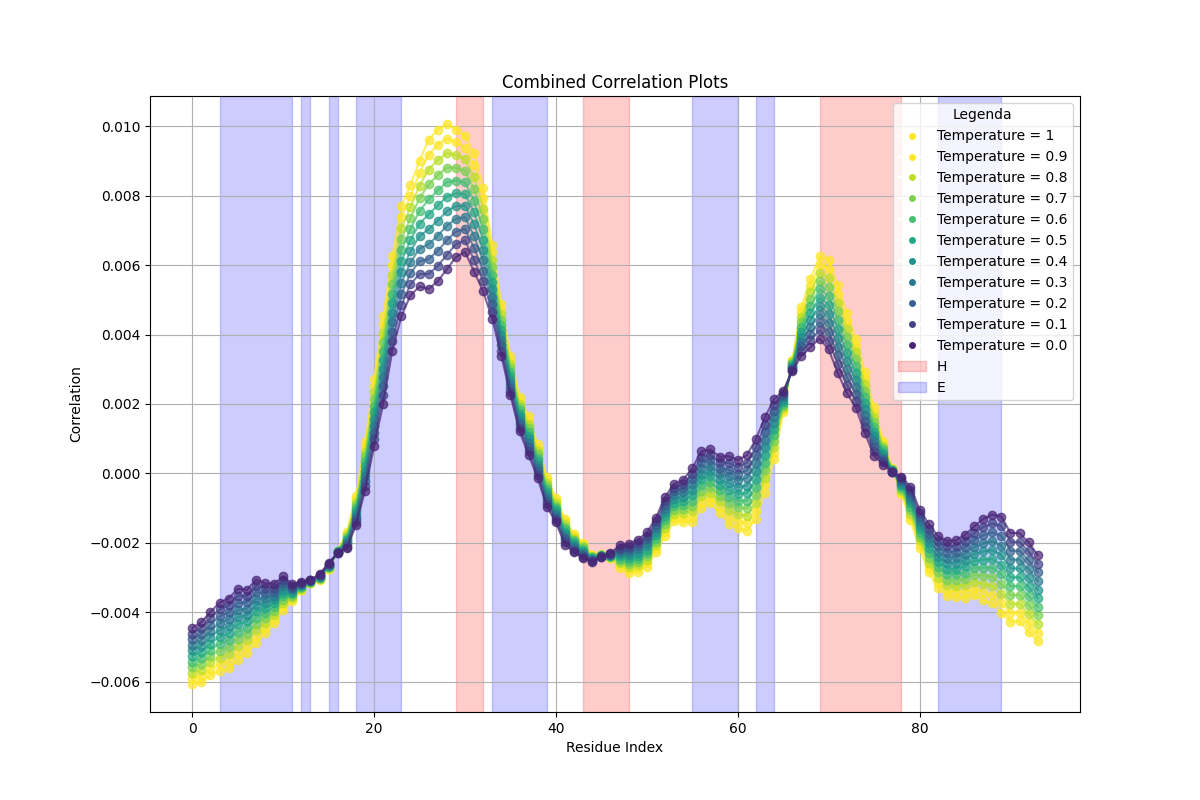 Combined Correlation Plots
Correlation
0.010
0.008
0.006
0.004
0.002
0.000
−0.002
−0.004
−0.006
0 20 40 60 80
Residue Index
Legenda
Temperature = 1
Temperature = 0.9
Temperature = 0.8
Temperature = 0.7
Temperature = 0.6
Temperature = 0.5
Temperature = 0.4
Temperature = 0.3
Temperature = 0.2
Temperature = 0.1
Temperature = 0.0
H
E